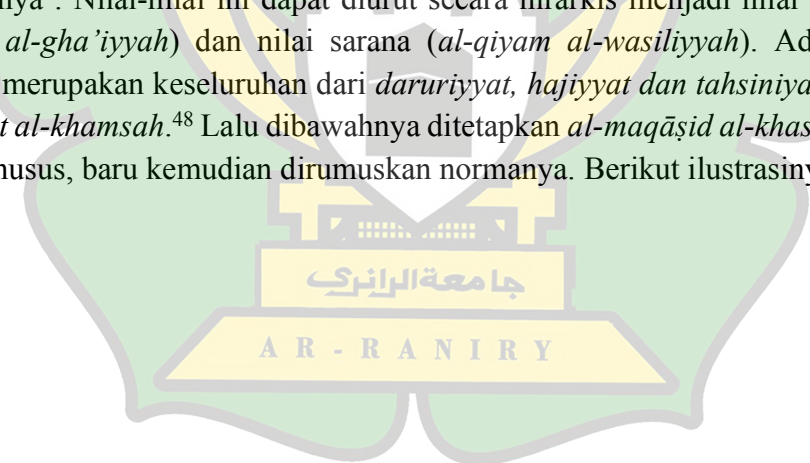 nya". Nilai-nilai ini dapat diurut secara hirarkis menjadi nilai
al-gha'iyyah) dan nilai sarana (al-qiyam al-wasiliyyah). Ad
merupakan keseluruhan dari daruriyyat, hajiyyat dan tahsiniya
t al-khamsah.⁴⁸ Lalu dibawahnya ditetapkan al-maqāṣid al-khas
husus, baru kemudian dirumuskan normanya. Berikut ilustrasiny
جامعةالرانري
AR-RANIRY